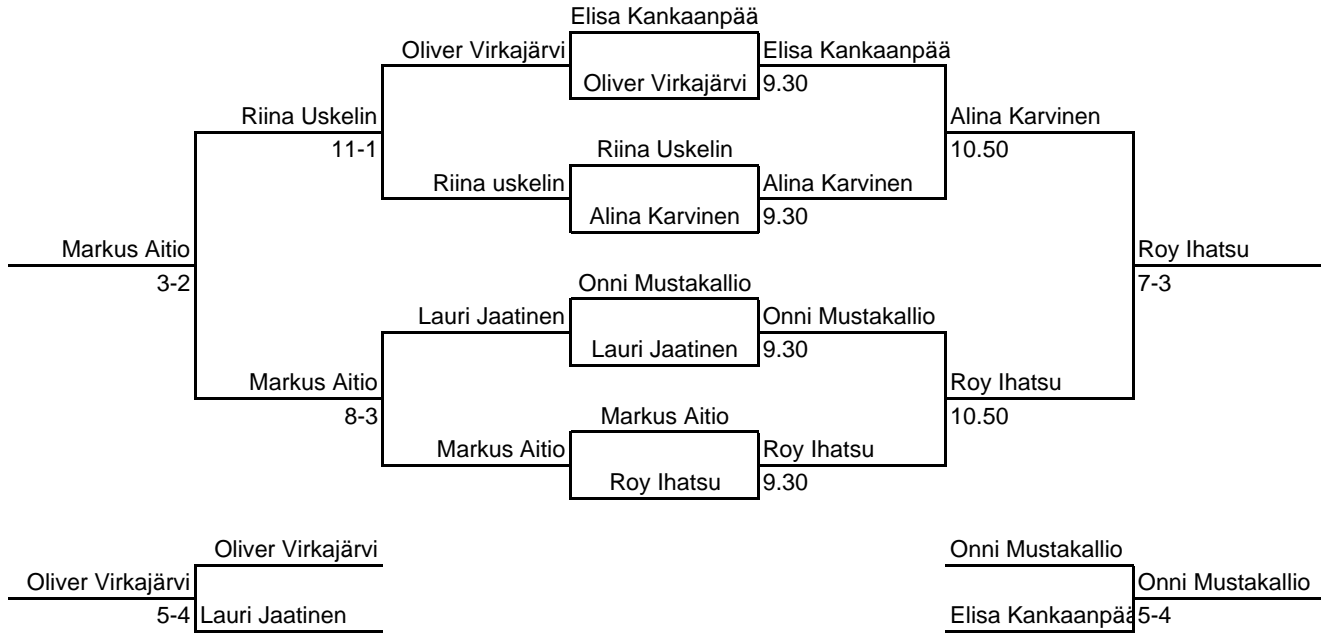 Elisa Kankaanpää
Oliver Virkajärvi Elisa Kankaanpää
Oliver Virkajärvi 9.30
Riina Uskelin Alina Karvinen
11-1 Riina Uskelin 10.50
Riina uskelin Alina Karvinen
Alina Karvinen 9.30
Markus Aitio Roy Ihatsu
3-2 Onni Mustakallio 7-3
Lauri Jaatinen Onni Mustakallio
Lauri Jaatinen 9.30
Markus Aitio Roy Ihatsu
8-3 Markus Aitio 10.50
Markus Aitio Roy Ihatsu
Roy Ihatsu 9.30
Oliver Virkajärvi Onni Mustakallio
Oliver Virkajärvi Onni Mustakallio
5-4 Lauri Jaatinen Elisa Kankaanpää 5-4